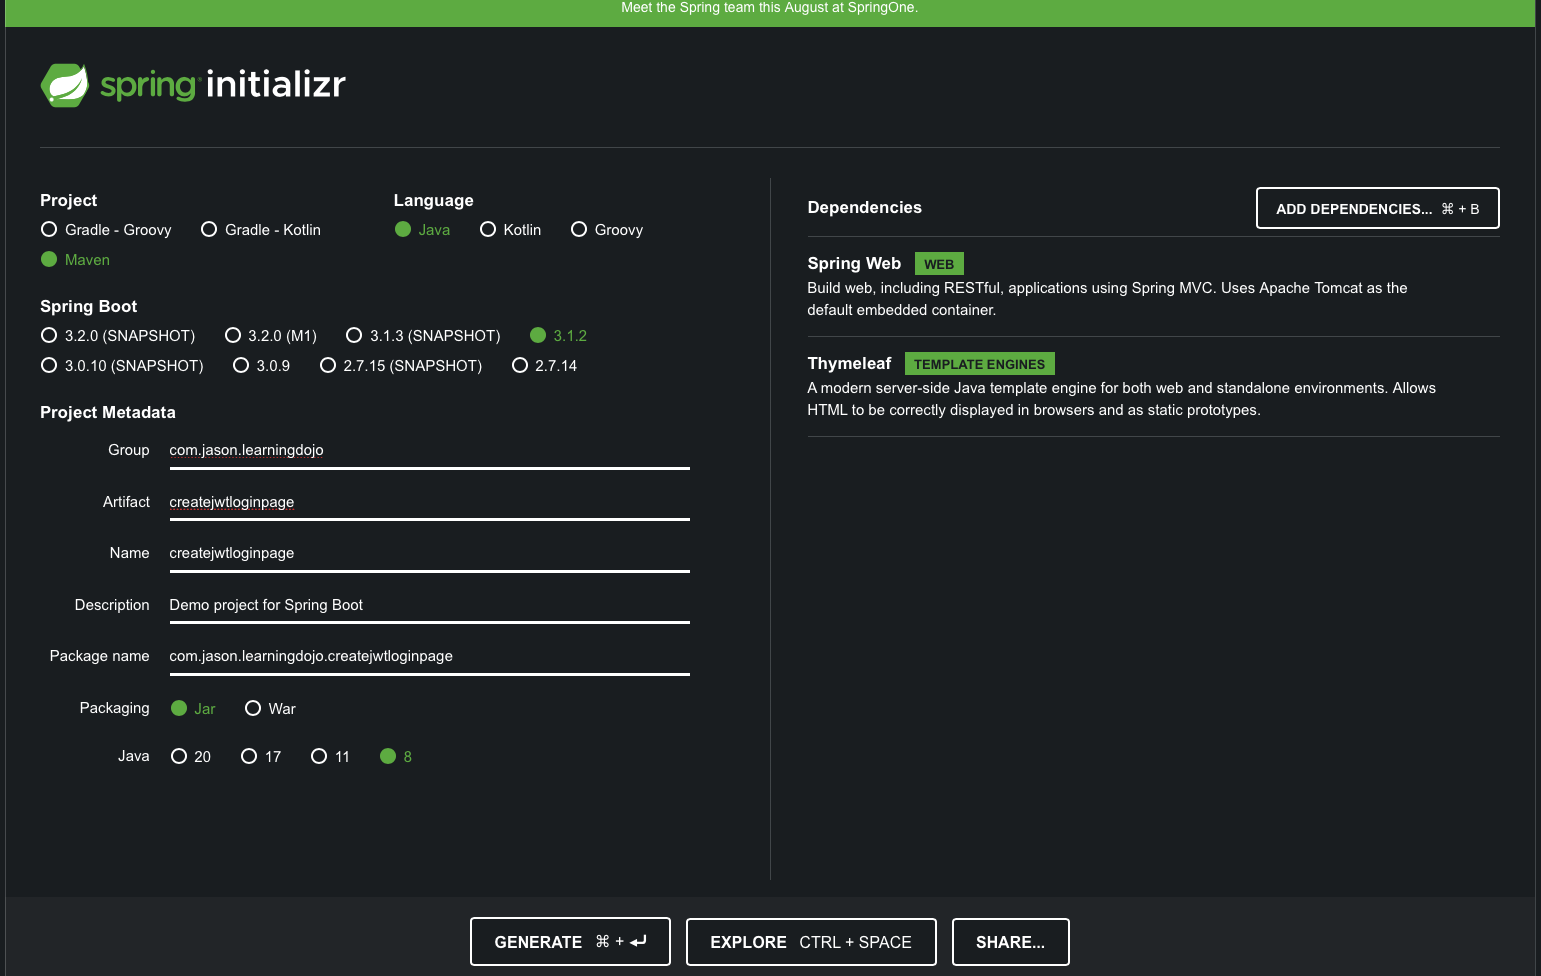 Meet the Spring team this August at SpringOne.
spring initializr
Project
Language
Gradle - Groovy Gradle - Kotlin
Java Kotlin Groovy
Maven
Spring Boot
3.2.0 (SNAPSHOT) 3.2.0 (M1) 3.1.3 (SNAPSHOT) 3.1.2
3.0.10 (SNAPSHOT) 3.0.9 2.7.15 (SNAPSHOT) 2.7.14
Project Metadata
Group com.jason.learningdojo
Artifact createjwtloginpage
Name createjwtloginpage
Description Demo project for Spring Boot
Package name com.jason.learningdojo.createjwtloginpage
Packaging Jar War
Java 20 17 11 8
Dependencies ADD DEPENDENCIES... ⌘ + B
Spring Web WEB
Build web, including RESTful, applications using Spring MVC. Uses Apache Tomcat as the
default embedded container.
Thymeleaf TEMPLATE ENGINES
A modern server-side Java template engine for both web and standalone environments. Allows
HTML to be correctly displayed in browsers and as static prototypes.
GENERATE ⌘ + ⏎ EXPLORE CTRL + SPACE SHARE...